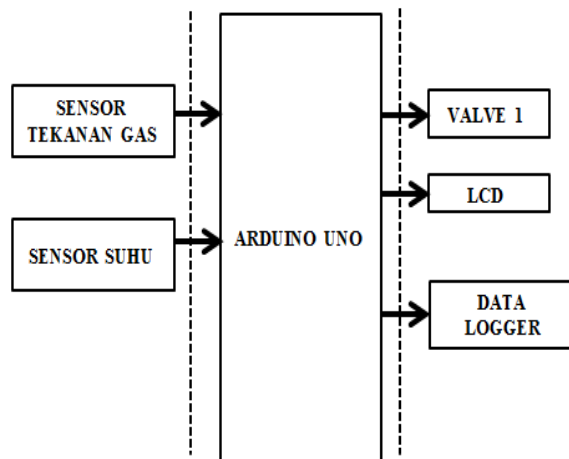 SENSOR
TEKANAN GAS
SENSOR SUHU
ARDUINO UNO
VALVE 1
LCD
DATA
LOGGER